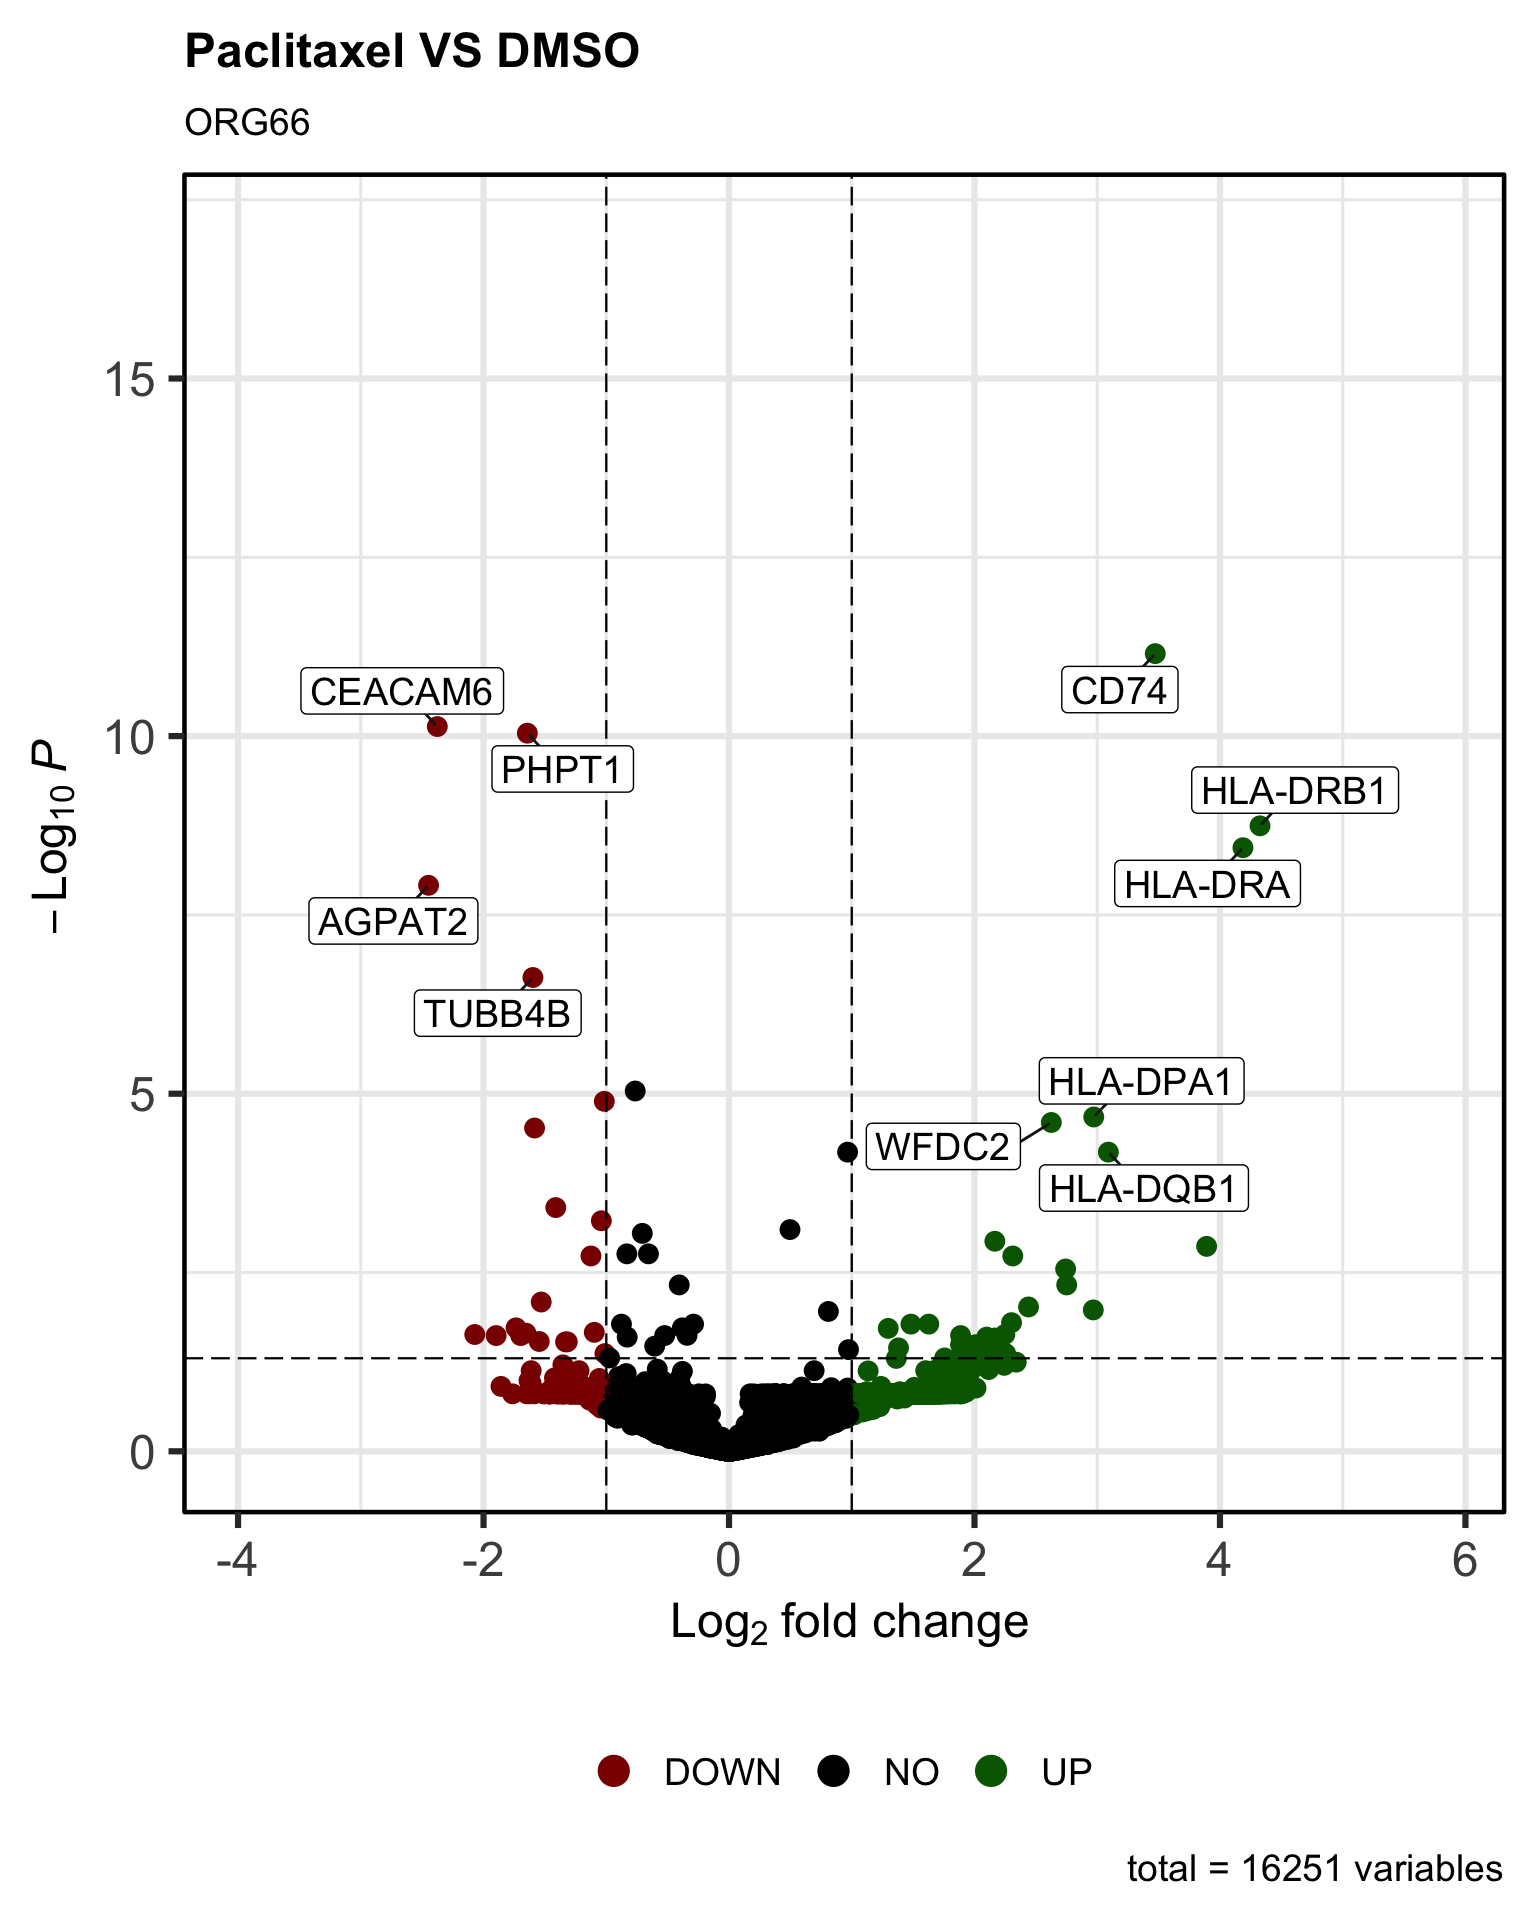 Paclitaxel VS DMSO
ORG66
−Log10 P
15
10
5
0
CEACAM6
PHPT1
AGPAT2
TUBB4B
CD74
HLA-DRB1
HLA-DRA
HLA-DPA1
WFDC2
HLA-DQB1
-4 -2 0 2 4 6
Log2 fold change
DOWN NO UP
total = 16251 variables